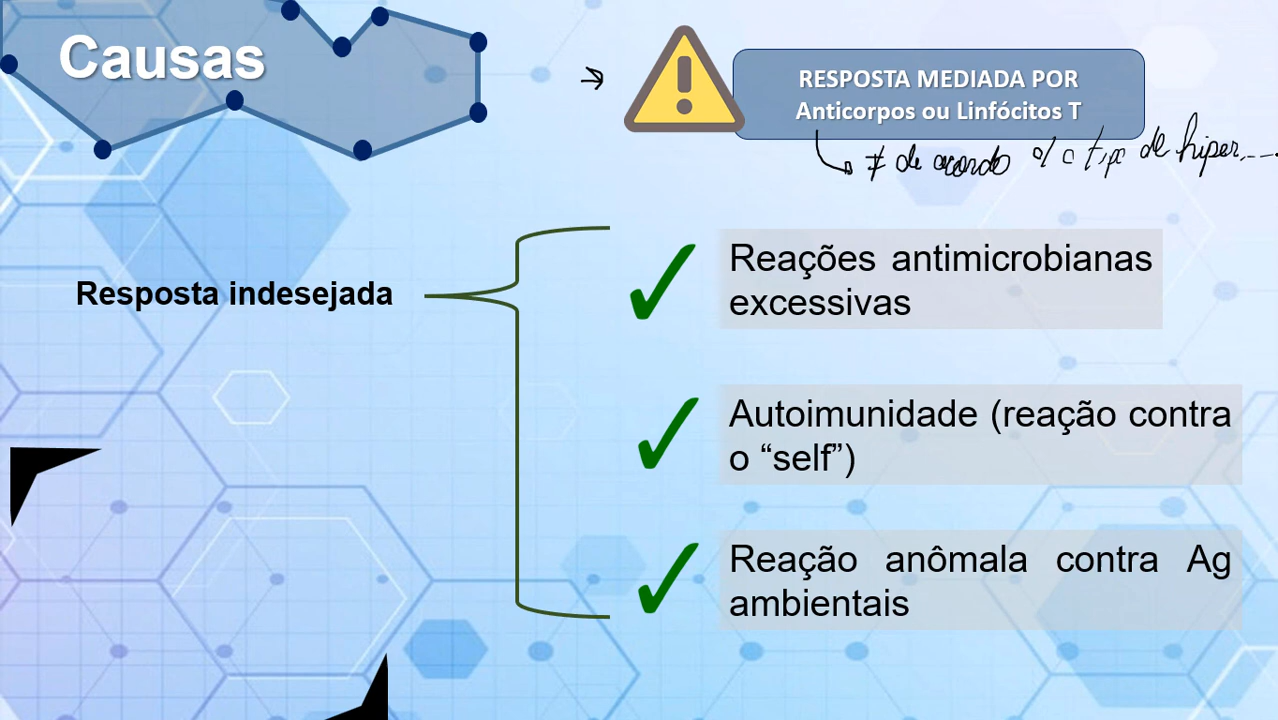 Causas
RESPOSTA MEDIADA POR
Anticorpos ou Linfócitos T
≠ de acordo c/ o tipo de hiper....
Resposta indesejada
Reações antimicrobianas
excessivas
Autoimunidade (reação contra
o “self”)
Reação anômala contra Ag
ambientais